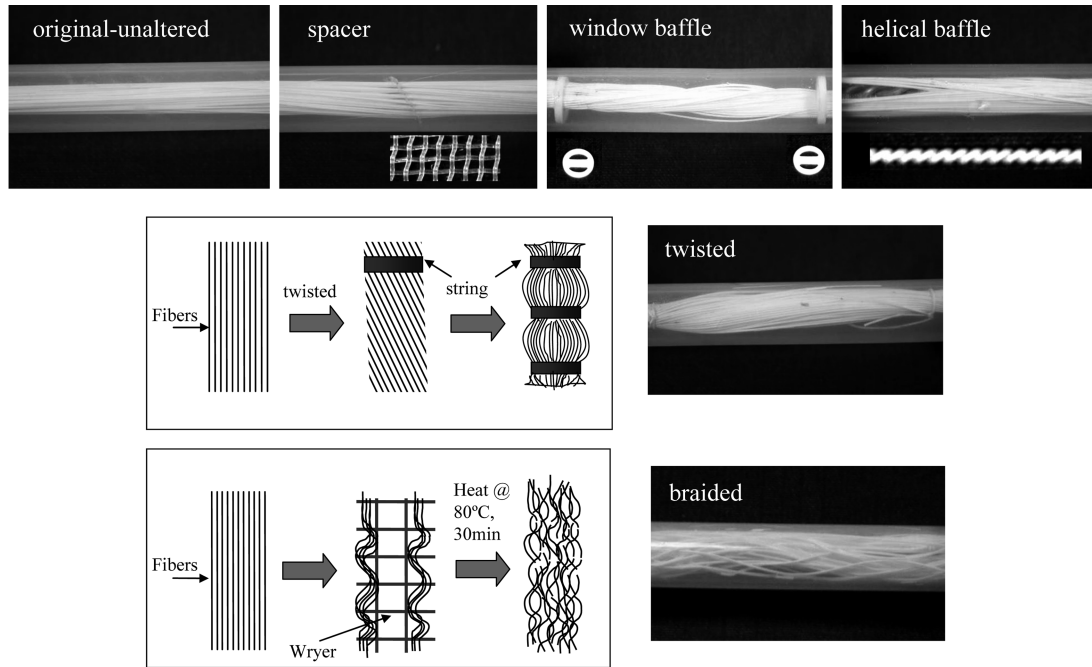 original-unaltered
spacer
window baffle
helical baffle
Fibers
twisted
string
twisted
Fibers
Heat @
80ºC,
30min
Wryer
braided